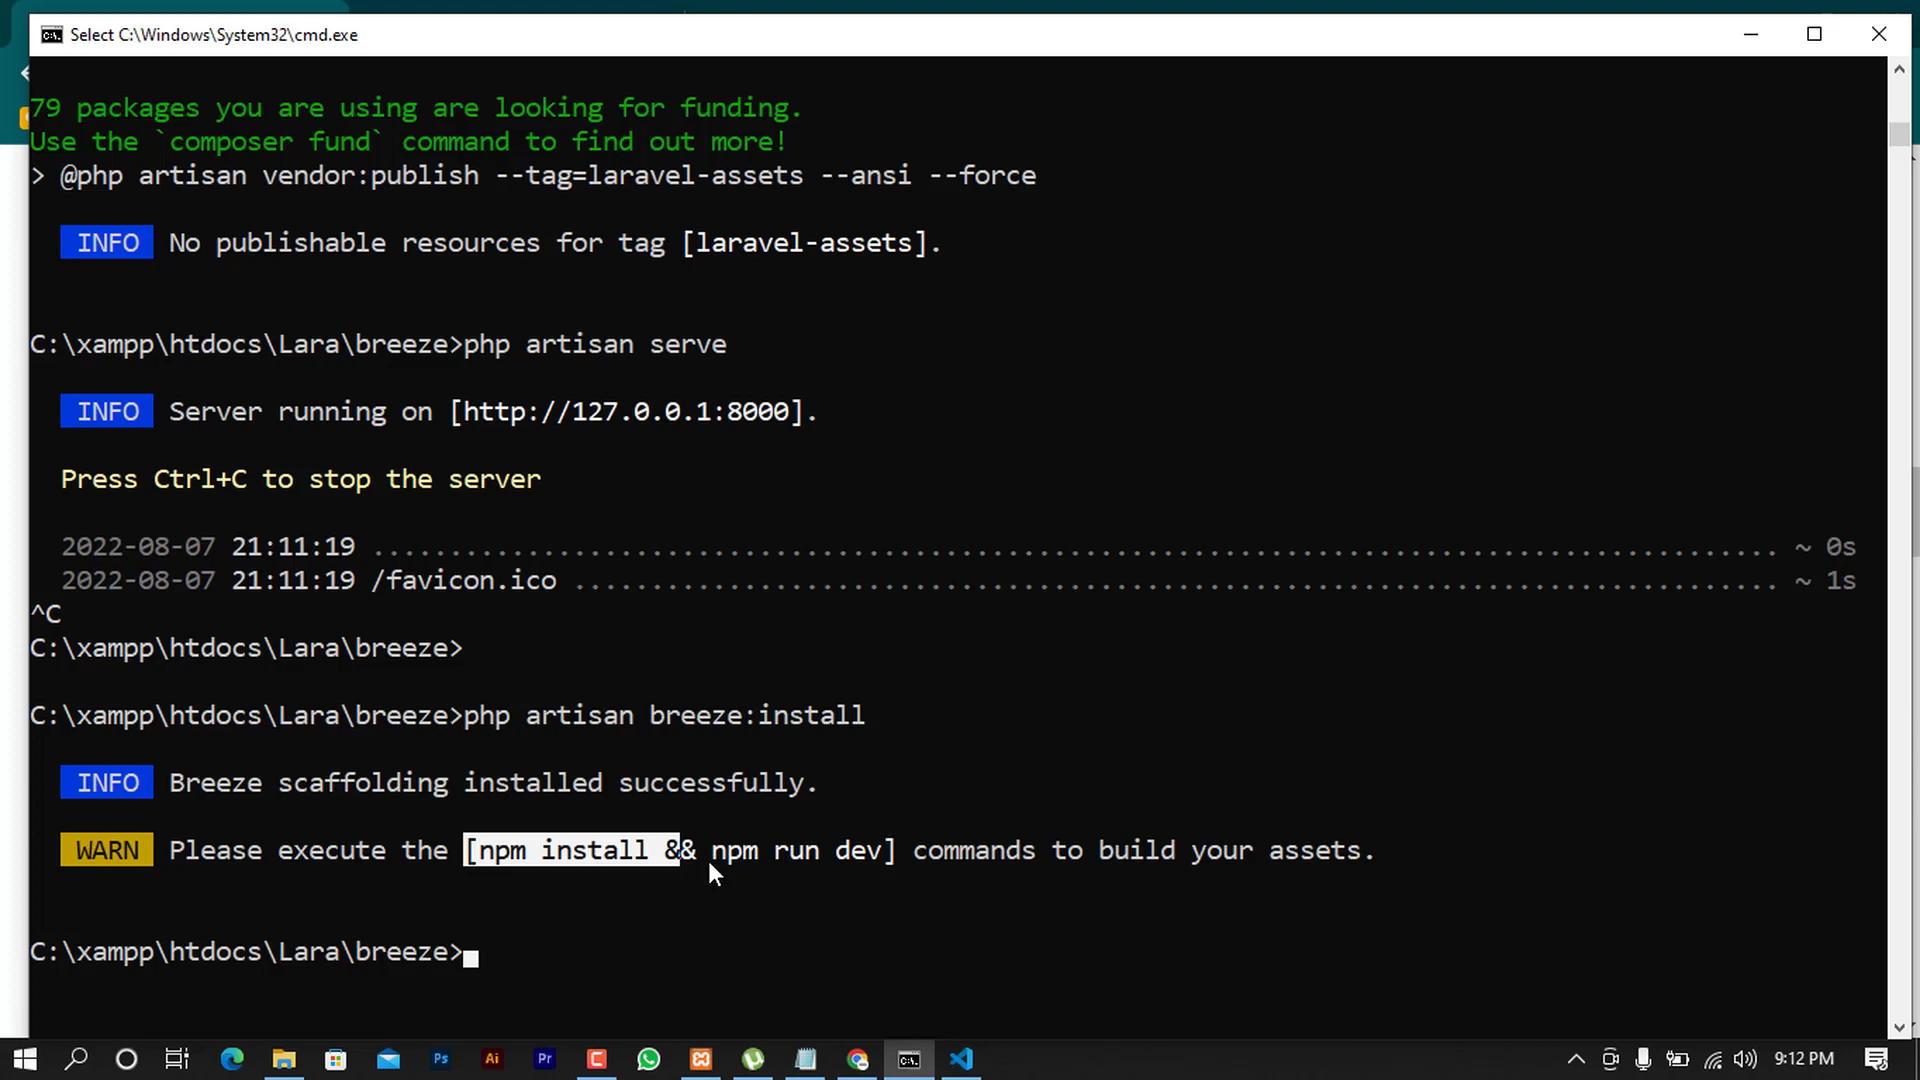 Select C:\Windows\System32\cmd.exe
79 packages you are using are looking for funding.
Use the `composer fund` command to find out more!
> @php artisan vendor:publish --tag=laravel-assets --ansi --force
INFO No publishable resources for tag [laravel-assets].
C:\xampp\htdocs\Lara\breeze>php artisan serve
INFO Server running on [http://127.0.0.1:8000].
Press Ctrl+C to stop the server
2022-08-07 21:11:19 ........................................................................................... ~ 0s
2022-08-07 21:11:19 /favicon.ico .............................................................................. ~ 1s
^C
C:\xampp\htdocs\Lara\breeze>
C:\xampp\htdocs\Lara\breeze>php artisan breeze:install
INFO Breeze scaffolding installed successfully.
WARN Please execute the [npm install && npm run dev] commands to build your assets.
C:\xampp\htdocs\Lara\breeze>
Ps Ai Pr C 9:12 PM